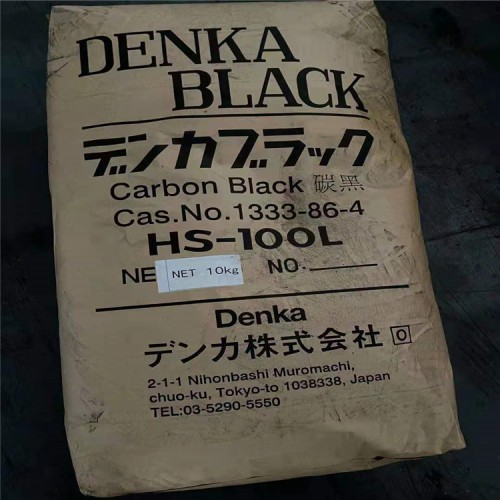 DENKA
BLACK
デンカブラック
Carbon Black 碳黑
Cas.No.1333-86-4
HS-100L
NE NET 10kg NO.
Denka
デンカ株式会社 回
2-1-1 Nihonbashi Muromachi,
chuo-ku, Tokyo-to 1038338, Japan
TEL:03-5290-5550